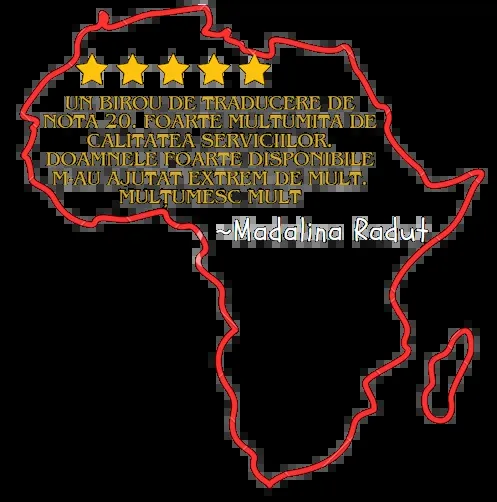 UN BIROU DE TRADUCERE DE
NOTA 20. FOARTE MULTUMITA DE
CALITATEA SERVICIILOR.
DOAMNELE FOARTE DISPONIBILE
M-AU AJUTAT EXTREM DE MULT.
MULȚUMESC MULT
~Madalina Radut